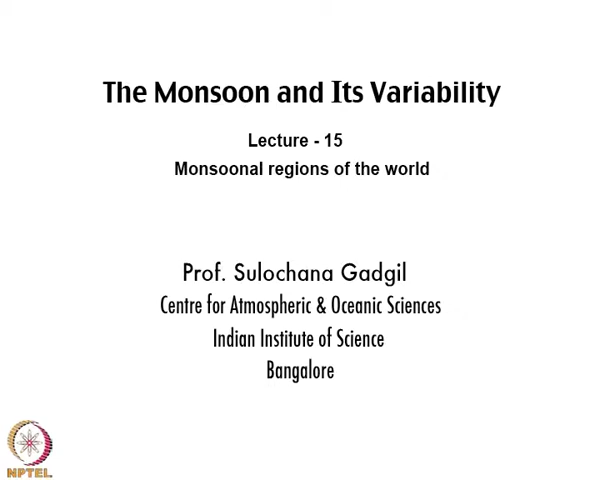 The Monsoon and Its Variability
Lecture - 15
Monsoonal regions of the world
Prof. Sulochana Gadgil
Centre for Atmospheric & Oceanic Sciences
Indian Institute of Science
Bangalore
NPTEL